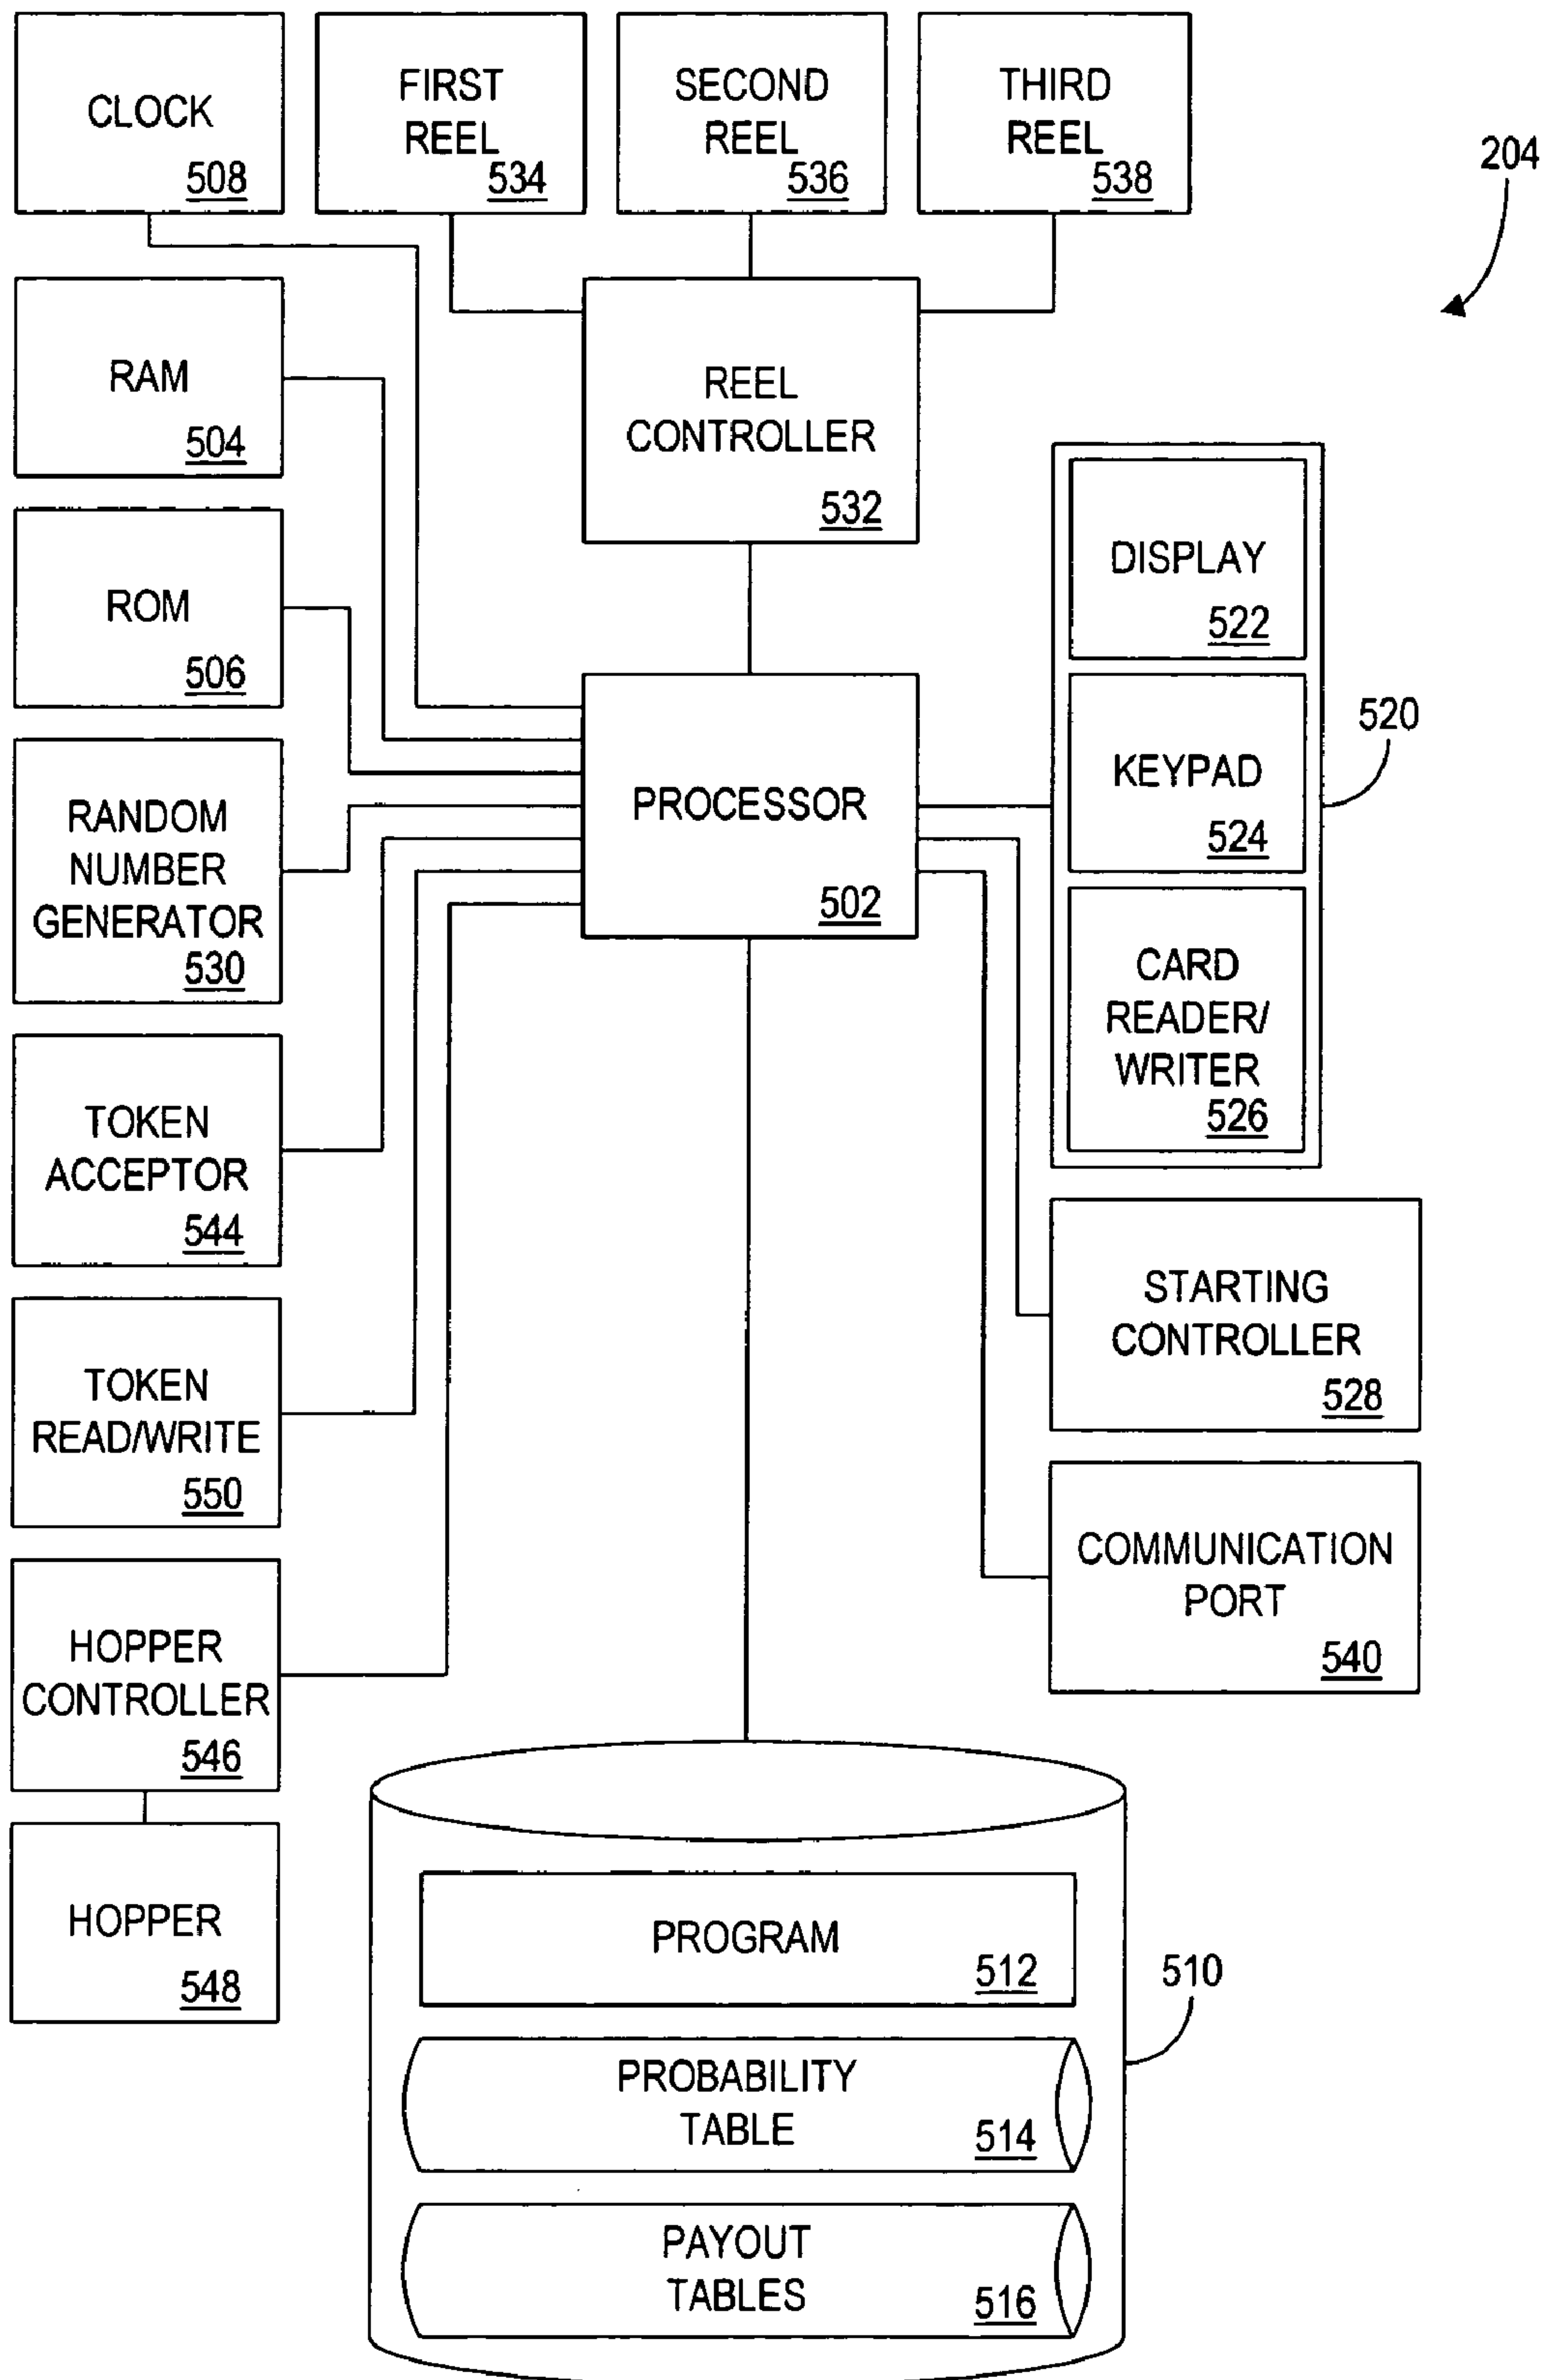 CLOCK
508
FIRST
REEL
534
SECOND
REEL
536
THIRD
REEL
538
204
RAM
504
REEL
CONTROLLER
532
ROM
506
DISPLAY
522
KEYPAD
524
CARD
READER/
WRITER
526
520
RANDOM
NUMBER
GENERATOR
530
PROCESSOR
502
TOKEN
ACCEPTOR
544
STARTING
CONTROLLER
528
TOKEN
READ/WRITE
550
COMMUNICATION
PORT
540
HOPPER
CONTROLLER
546
HOPPER
548
PROGRAM
512
510
PROBABILITY
TABLE
514
PAYOUT
TABLES
516